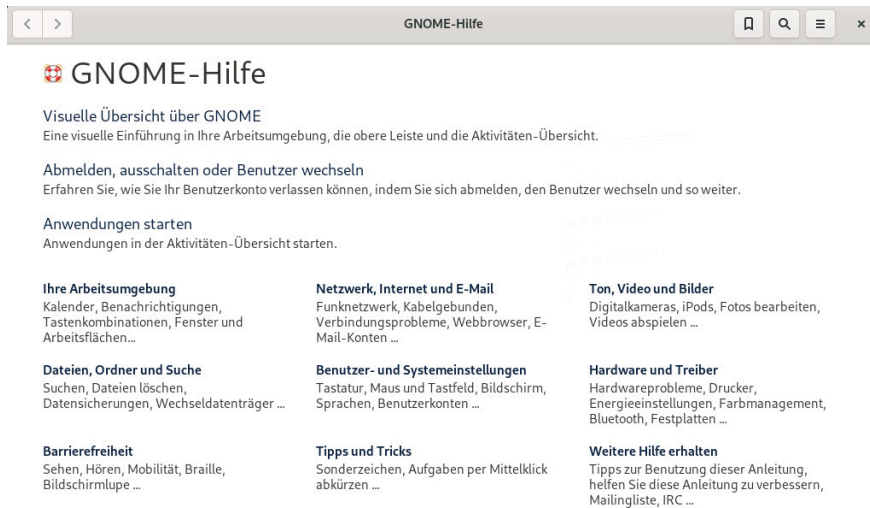 GNOME-Hilfe
GNOME-Hilfe
Visuelle Übersicht über GNOME
Eine visuelle Einführung in Ihre Arbeitsumgebung, die obere Leiste und die Aktivitäten-Übersicht.
Abmelden, ausschalten oder Benutzer wechseln
Erfahren Sie, wie Sie Ihr Benutzerkonto verlassen können, indem Sie sich abmelden, den Benutzer wechseln und so weiter.
Anwendungen starten
Anwendungen in der Aktivitäten-Übersicht starten.
Ihre Arbeitsumgebung
Kalender, Benachrichtigungen,
Tastenkombinationen, Fenster und
Arbeitsflächen…
Netzwerk, Internet und E-Mail
Funknetzwerk, Kabelgebunden,
Verbindungsprobleme, Webbrowser, E-
Mail-Konten …
Ton, Video und Bilder
Digitalkameras, iPods, Fotos bearbeiten,
Videos abspielen …
Dateien, Ordner und Suche
Suchen, Dateien löschen,
Datensicherungen, Wechseldatenträger …
Benutzer- und Systemeinstellungen
Tastatur, Maus und Tastfeld, Bildschirm,
Sprachen, Benutzerkonten …
Hardware und Treiber
Hardwareprobleme, Drucker,
Energieeinstellungen, Farbmanagement,
Bluetooth, Festplatten …
Barrierefreiheit
Sehen, Hören, Mobilität, Braille,
Bildschirmlupe …
Tipps und Tricks
Sonderzeichen, Aufgaben per Mittelklick
abkürzen …
Weitere Hilfe erhalten
Tipps zur Benutzung dieser Anleitung,
helfen Sie diese Anleitung zu verbessern,
Mailingliste, IRC …